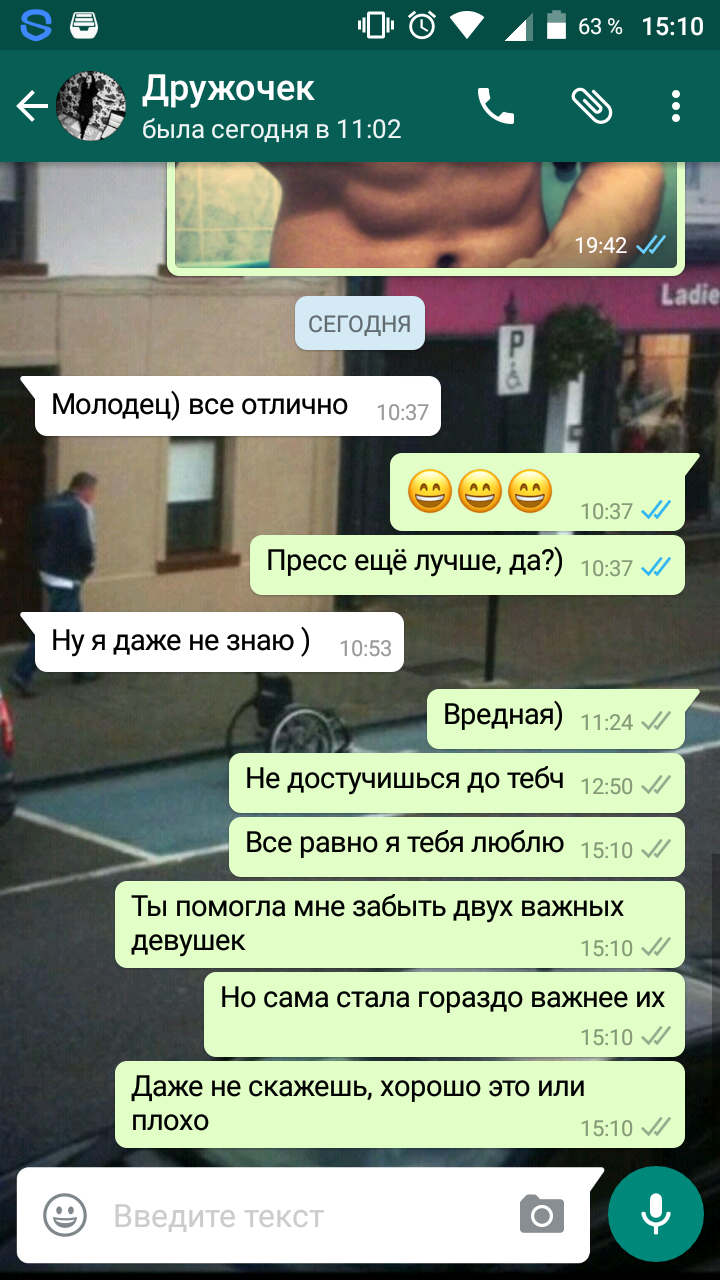 63 % 15:10
Дружочек
была сегодня в 11:02
19:42
Ladie
СЕГОДНЯ
P
Молодец) все отлично 10:37
10:37
Пресс ещё лучше, да?) 10:37
Ну я даже не знаю ) 10:53
Вредная) 11:24
Не достучишься до тебч 12:50
Все равно я тебя люблю 15:10
Ты помогла мне забыть двух важных
девушек 15:10
Но сама стала гораздо важнее их
15:10
Даже не скажешь, хорошо это или
плохо 15:10
Введите текст